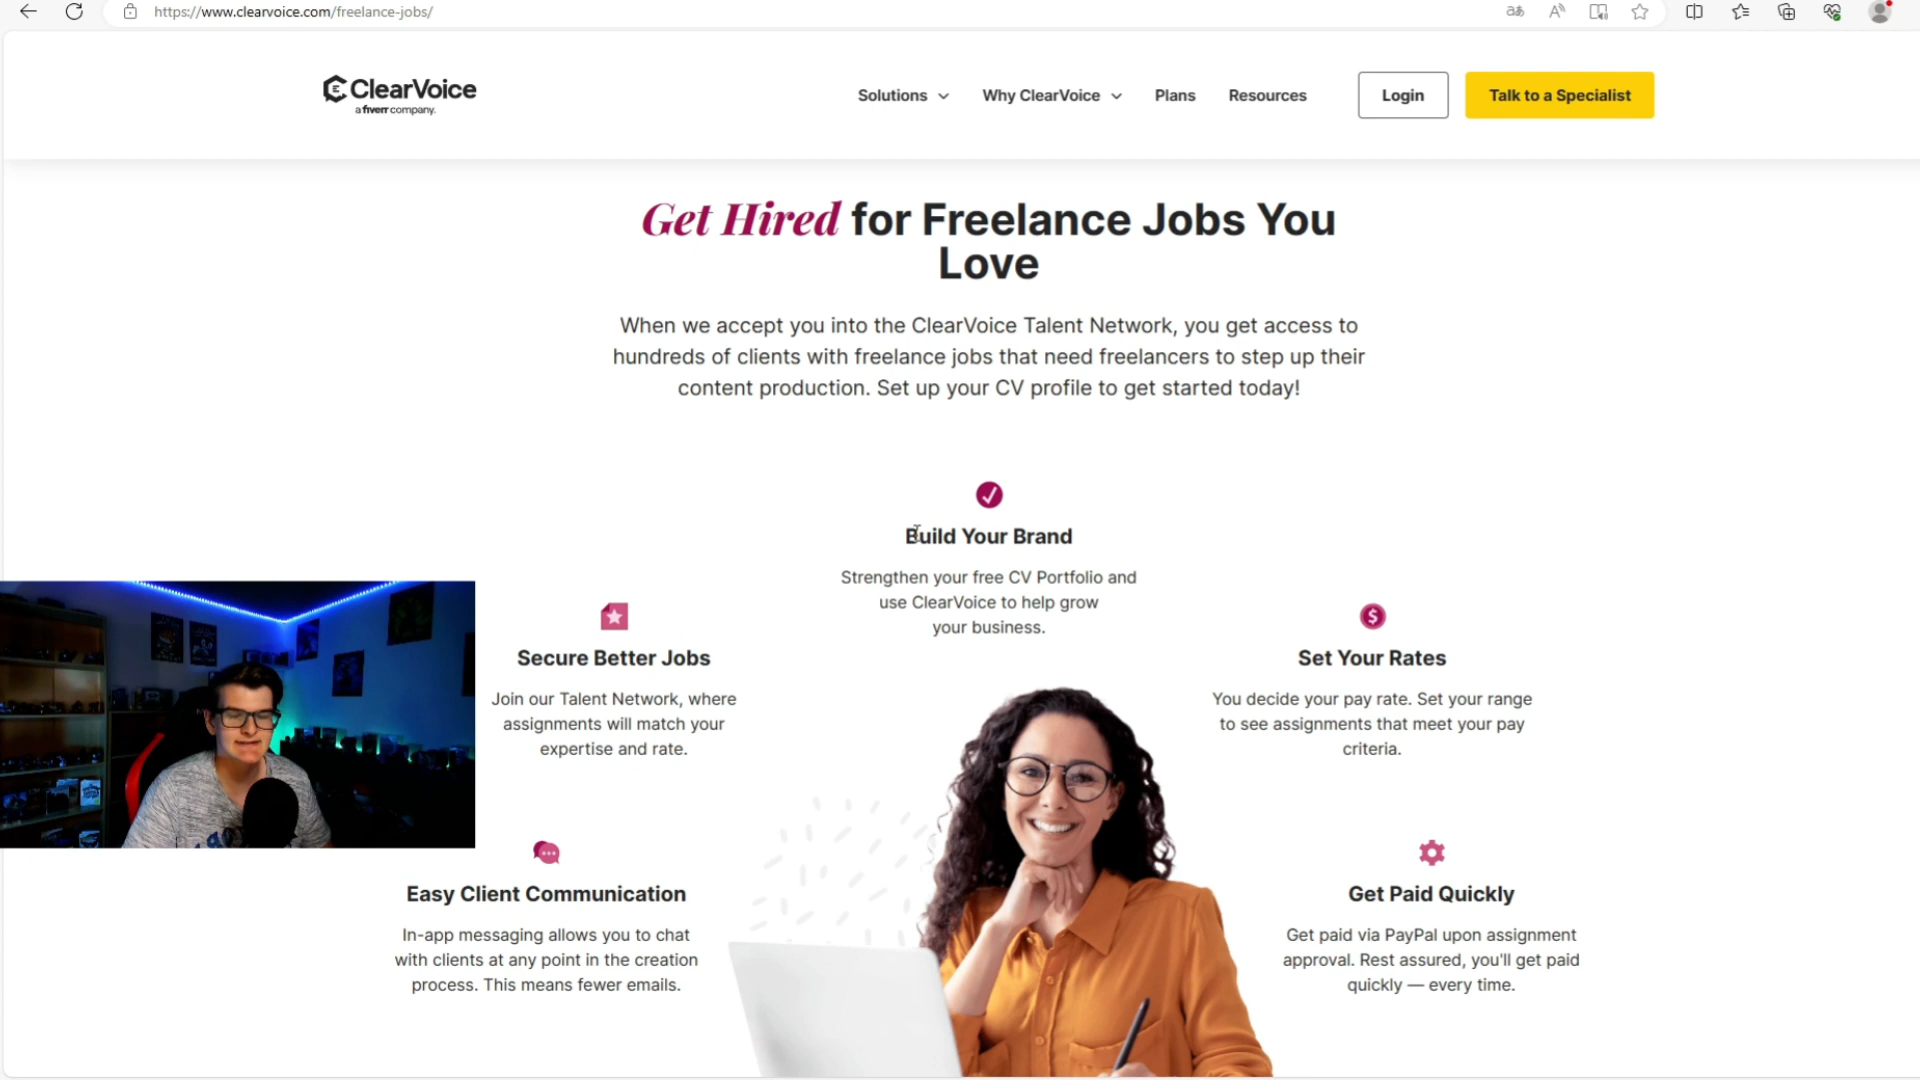 https://www.clearvoice.com/freelance-jobs/
ClearVoice
a fiverr company.
Solutions
Why ClearVoice
Plans
Resources
Login
Talk to a Specialist
Get Hired for Freelance Jobs You
Love
When we accept you into the ClearVoice Talent Network, you get access to
hundreds of clients with freelance jobs that need freelancers to step up their
content production. Set up your CV profile to get started today!
Build Your Brand
Strengthen your free CV Portfolio and
use ClearVoice to help grow
your business.
Secure Better Jobs
Join our Talent Network, where
assignments will match your
expertise and rate.
Set Your Rates
You decide your pay rate. Set your range
to see assignments that meet your pay
criteria.
Easy Client Communication
In-app messaging allows you to chat
with clients at any point in the creation
process. This means fewer emails.
Get Paid Quickly
Get paid via PayPal upon assignment
approval. Rest assured, you'll get paid
quickly — every time.